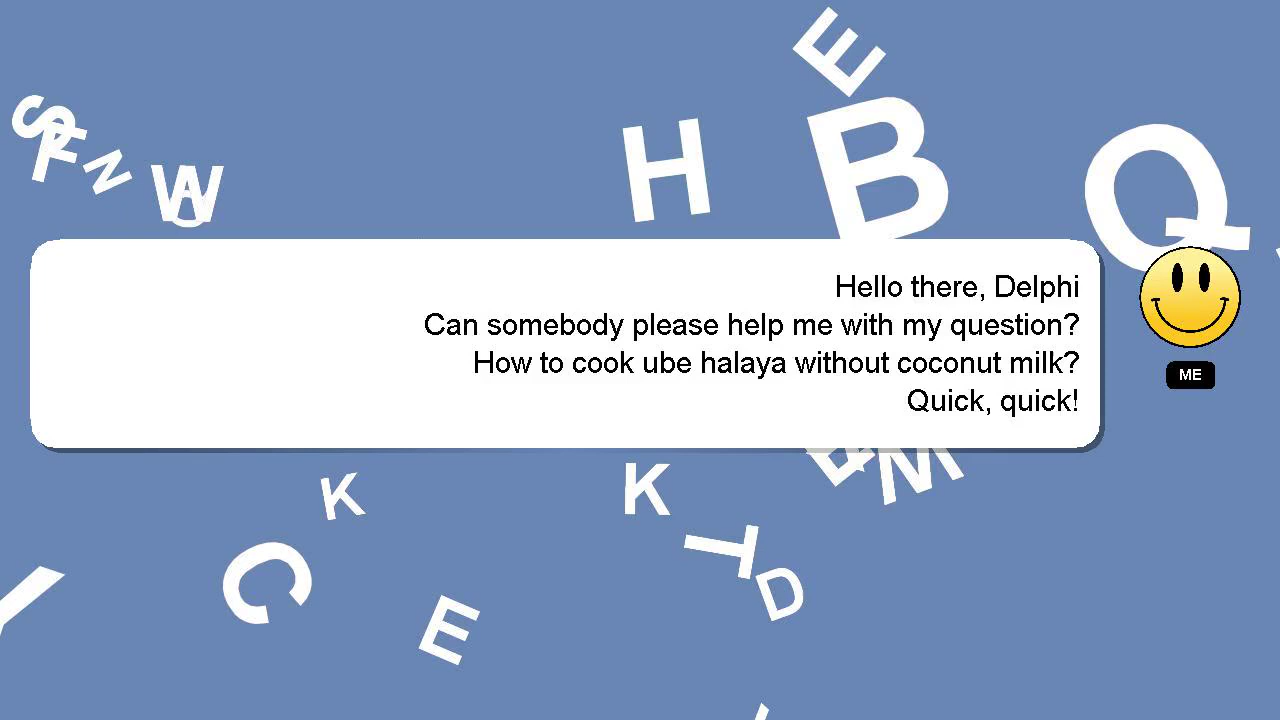 E
S
F
N
W
A
U
H
B
Q
Hello there, Delphi
Can somebody please help me with my question?
How to cook ube halaya without coconut milk?
Quick, quick!
ME
K
K
M
T
D
C
E